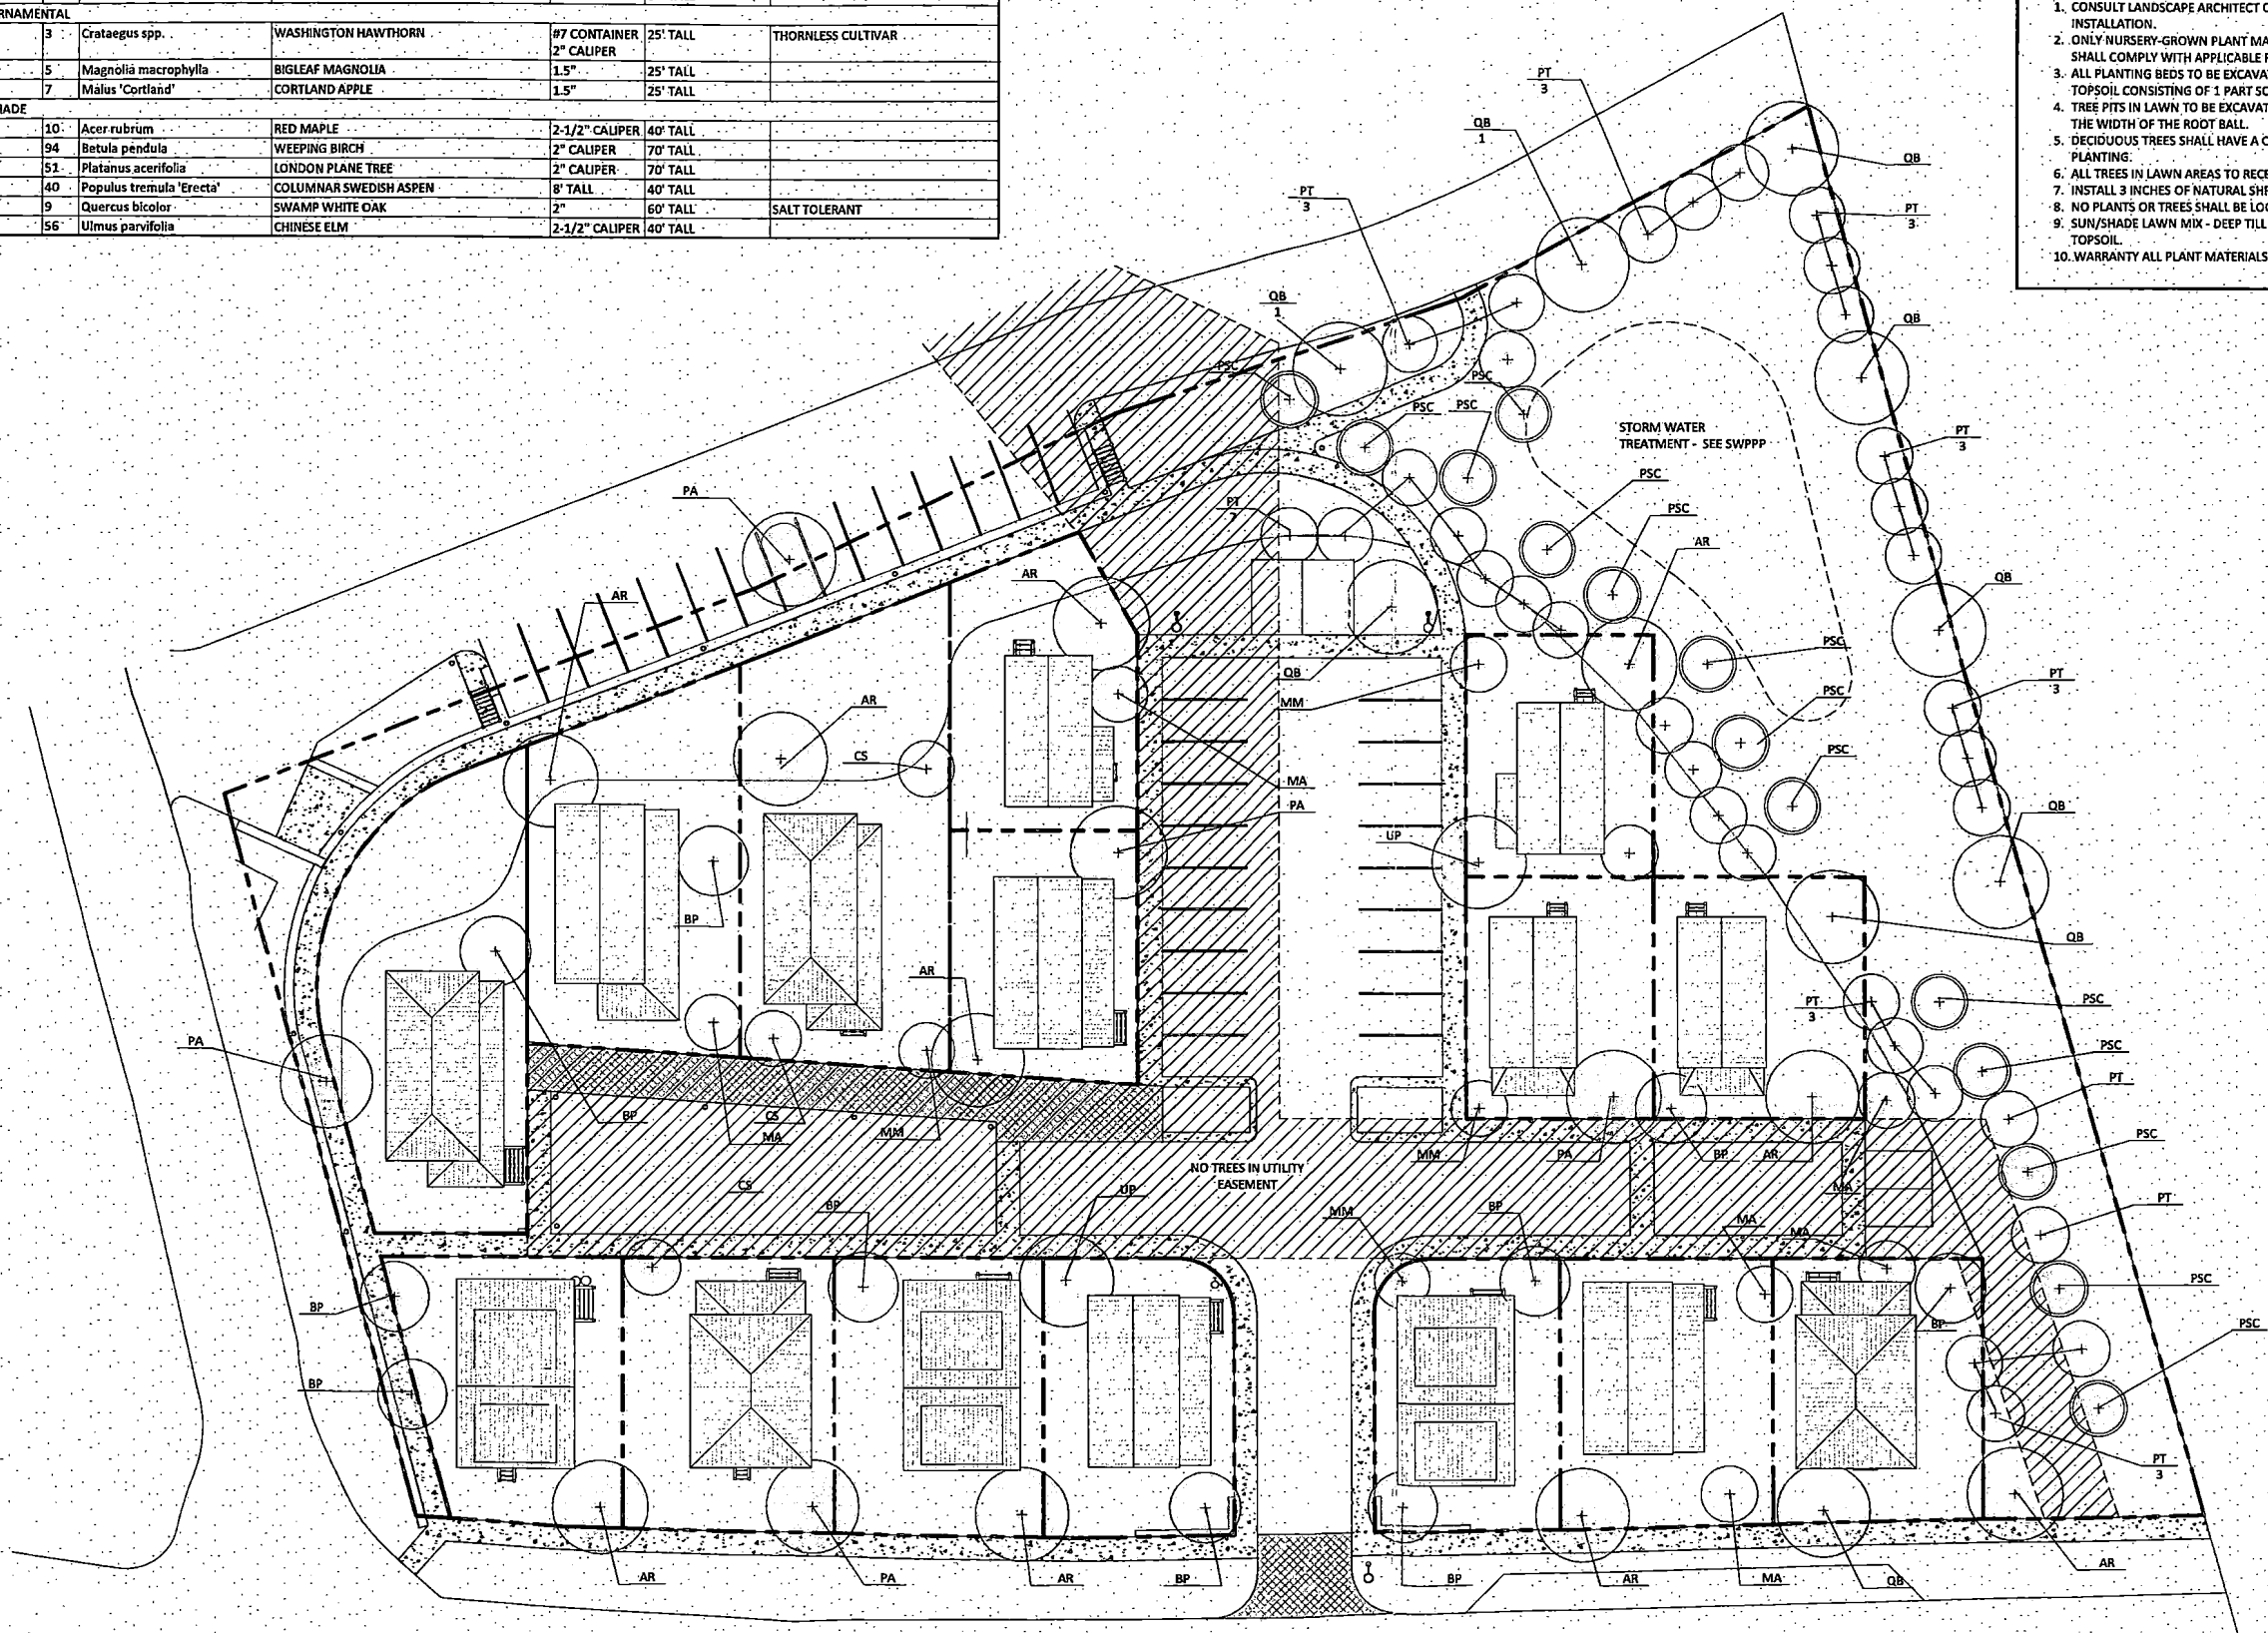 RNAMENTAL
3 Crataegus spp. WASHINGTON HAWTHORN #7 CONTAINER 25' TALL THORNLESS CULTIVAR
2" CALIPER
5 Magnolia macrophylla BIGLEAF MAGNOLIA 1.5" 25' TALL
7 Malus 'Cortland' CORTLAND APPLE 1.5" 25' TALL
HADE
10 Acer rubrum RED MAPLE 2-1/2" CALIPER 40' TALL
94 Betula pendula WEEPING BIRCH 2" CALIPER 70' TALL
51 Platanus acerifolia LONDON PLANE TREE 2" CALIPER 70' TALL
40 Populus tremula 'Erecta' COLUMNAR SWEDISH ASPEN 8' TALL 40' TALL
9 Quercus bicolor SWAMP WHITE OAK 2" 60' TALL SALT TOLERANT
56 Ulmus parvifolia CHINESE ELM 2-1/2" CALIPER 40' TALL
1. CONSULT LANDSCAPE ARCHITECT
INSTALLATION.
2. ONLY NURSERY-GROWN PLANT MA
SHALL COMPLY WITH APPLICABLE
3. ALL PLANTING BEDS TO BE EXCAVA
TOPSOIL CONSISTING OF 1 PART SC
4. TREE PITS IN LAWN TO BE EXCAVAT
THE WIDTH OF THE ROOT BALL.
5. DECIDUOUS TREES SHALL HAVE A C
PLANTING.
6. ALL TREES IN LAWN AREAS TO RECE
7. INSTALL 3 INCHES OF NATURAL SHR
8. NO PLANTS OR TREES SHALL BE LOC
9. SUN/SHADE LAWN MIX - DEEP TILL
TOPSOIL.
10. WARRANTY ALL PLANT MATERIALS
PT
3
QB
1
QB
PT
3
PT
3
QB
1
QB
PSC
PSC
PSC
PSC
STORM WATER
TREATMENT - SEE SWPPP
PT
3
PSC
PA
PT
PSC
AR
AR
AR
QB
PSC
QB
MM
PT
3
PSC
AR
CS
PSC
MA
PA
QB
UP
BP
QB
AR
PSC
PT
3
PA
PSC
PT
BP
CS
MA
MM
MM
PA
BP
AR
PSC
NO TREES IN UTILITY
EASEMENT
CS
UP
MA
PT
BP
MM
BP
MA
MA
PSC
BP
BP
PSC
BP
PT
3
AR
PA
AR
BP
BP
AR
MA
QB
AR